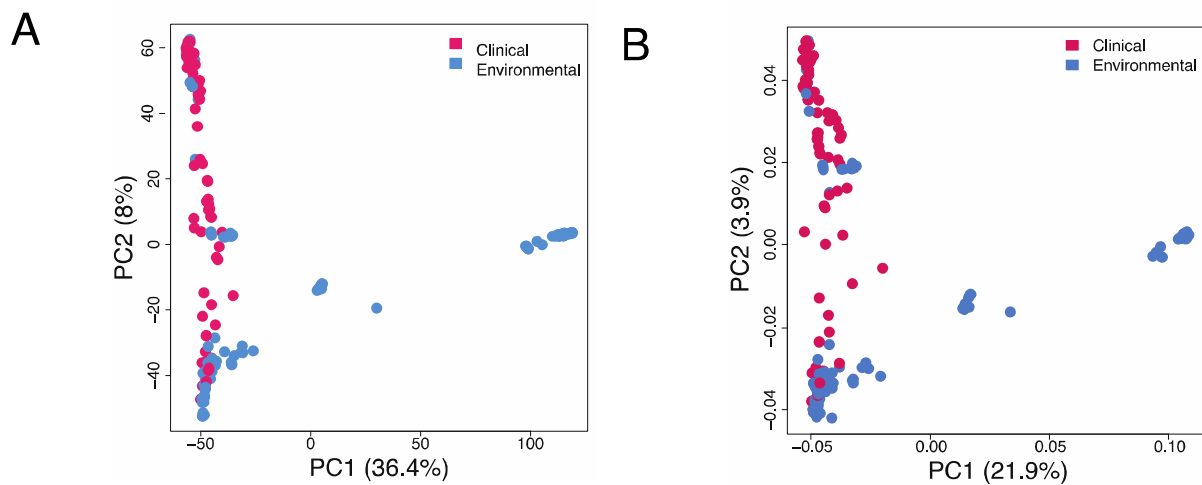 A
PC2 (8%)
60
40
20
0
−20
−40
Clinical
Environmental
−50
0
50
100
PC1 (36.4%)
B
PC2 (3.9%)
0.04
0.02
0.00
−0.02
−0.04
Clinical
Environmental
−0.05
0.00
0.05
0.10
PC1 (21.9%)